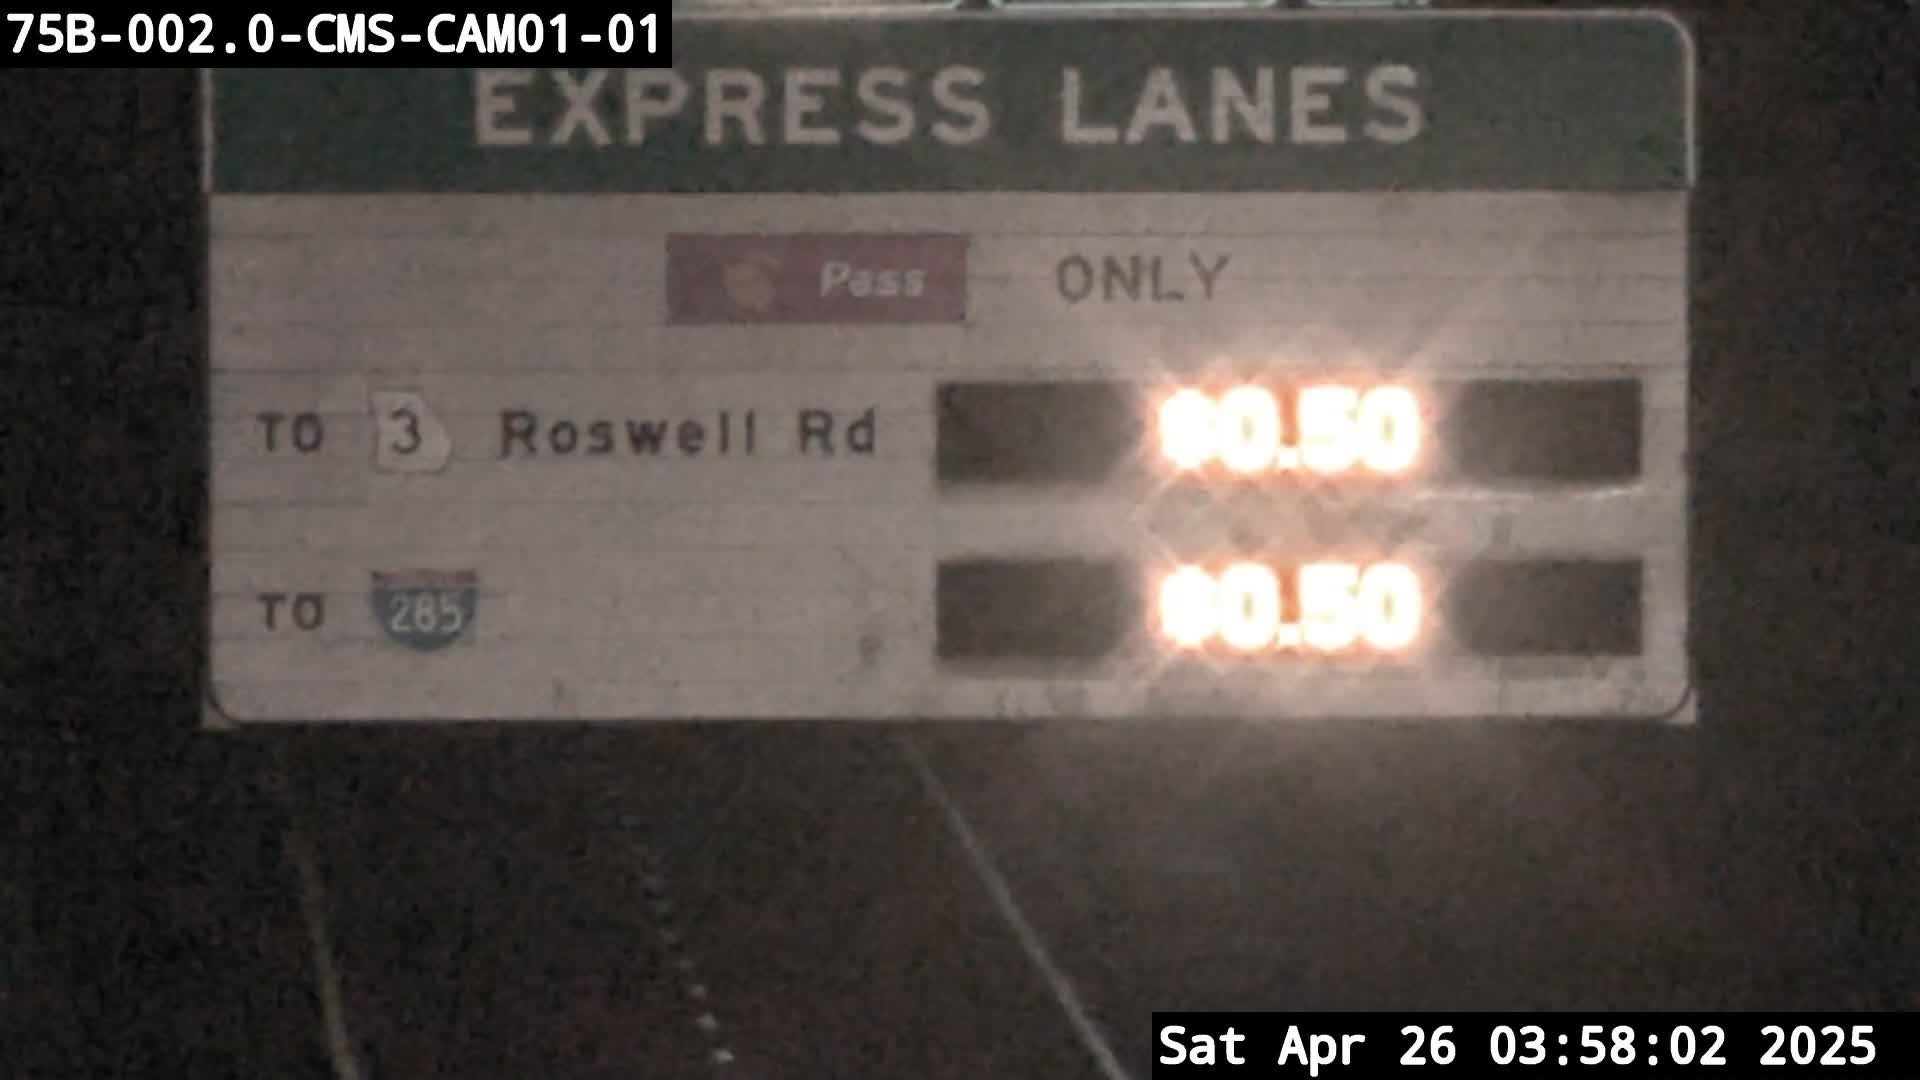 75B-002.0-CMS-CAM01-01
EXPRESS LANES
Pass ONLY
TO 3 Roswell Rd $0.50
TO 285 $0.50
Sat Apr 26 03:58:02 2025